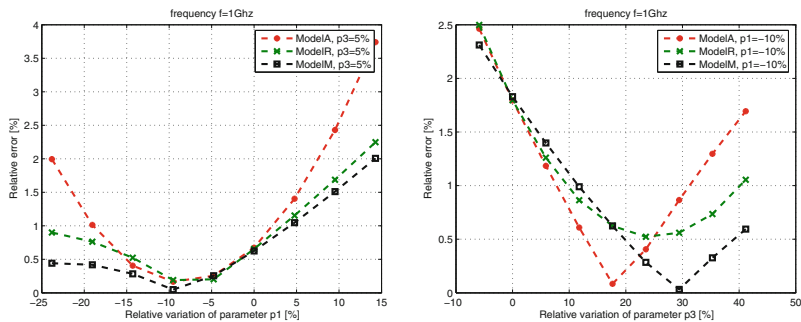 frequency f=1Ghz
Relative error [%]
4
3.5
3
2.5
2
1.5
1
0.5
0
ModelA, p3=5%
ModelR, p3=5%
ModelM, p3=5%
−25 −20 −15 −10 −5 0 5 10 15
Relative variation of parameter p1 [%]
frequency f=1Ghz
Relative error [%]
2.5
2
1.5
1
0.5
0
ModelA, p1=−10%
ModelR, p1=−10%
ModelM, p1=−10%
−10 0 10 20 30 40 50
Relative variation of parameter p3 [%]